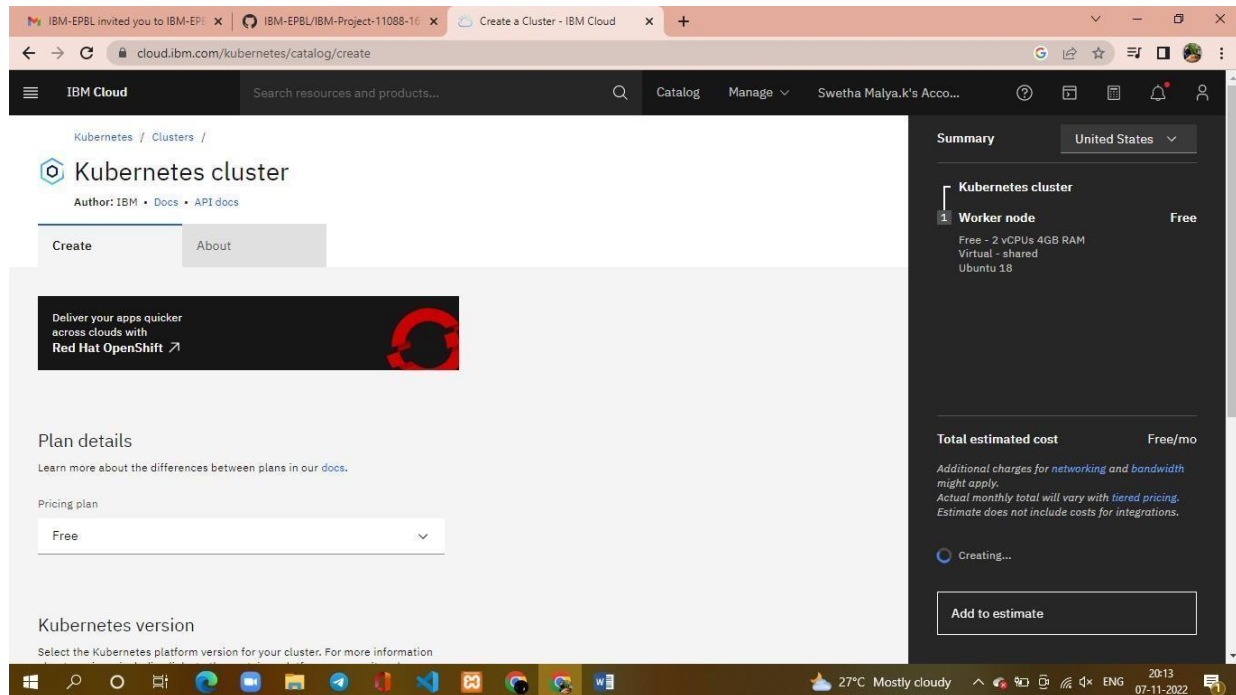 IBM-EPBL invited you to IBM-EPB
IBM-EPBL/IBM-Project-11088-16
Create a Cluster - IBM Cloud
cloud.ibm.com/kubernetes/catalog/create
IBM Cloud
Search resources and products...
Catalog
Manage
Swetha Malya.k's Acco...
Kubernetes / Clusters /
Kubernetes cluster
Author: IBM • Docs • API docs
Create
About
Deliver your apps quicker
across clouds with
Red Hat OpenShift
Plan details
Learn more about the differences between plans in our docs.
Pricing plan
Free
Kubernetes version
Select the Kubernetes platform version for your cluster. For more information
Summary
United States
Kubernetes cluster
1 Worker node Free
Free - 2 vCPUs 4GB RAM
Virtual - shared
Ubuntu 18
Total estimated cost Free/mo
Additional charges for networking and bandwidth
might apply.
Actual monthly total will vary with tiered pricing.
Estimate does not include costs for integrations.
Creating...
Add to estimate
27°C Mostly cloudy
ENG
20:13
07-11-2022